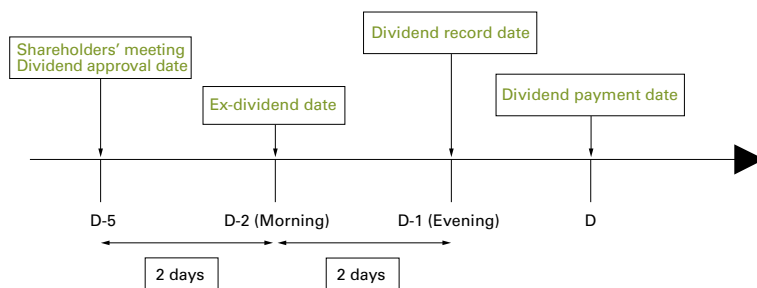 Dividend record date
Shareholders’ meeting
Dividend approval date
Ex-dividend date
Dividend payment date
D-5
D-2 (Morning)
D-1 (Evening)
D
2 days
2 days